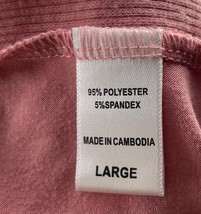 95% POLYESTER
5%SPANDEX
MADE IN CAMBODIA
LARGE